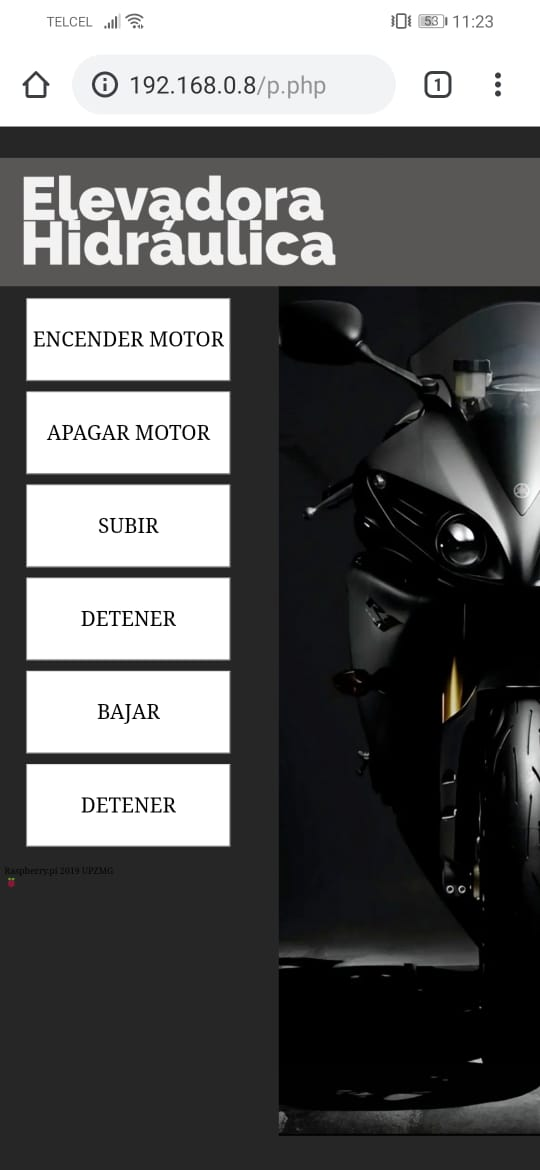 TELCEL 53 11:23
192.168.0.8/p.php 1
Elevadora
Hidráulica
ENCENDER MOTOR
APAGAR MOTOR
SUBIR
DETENER
BAJAR
DETENER
Raspberry.pi 2019 UPZMG